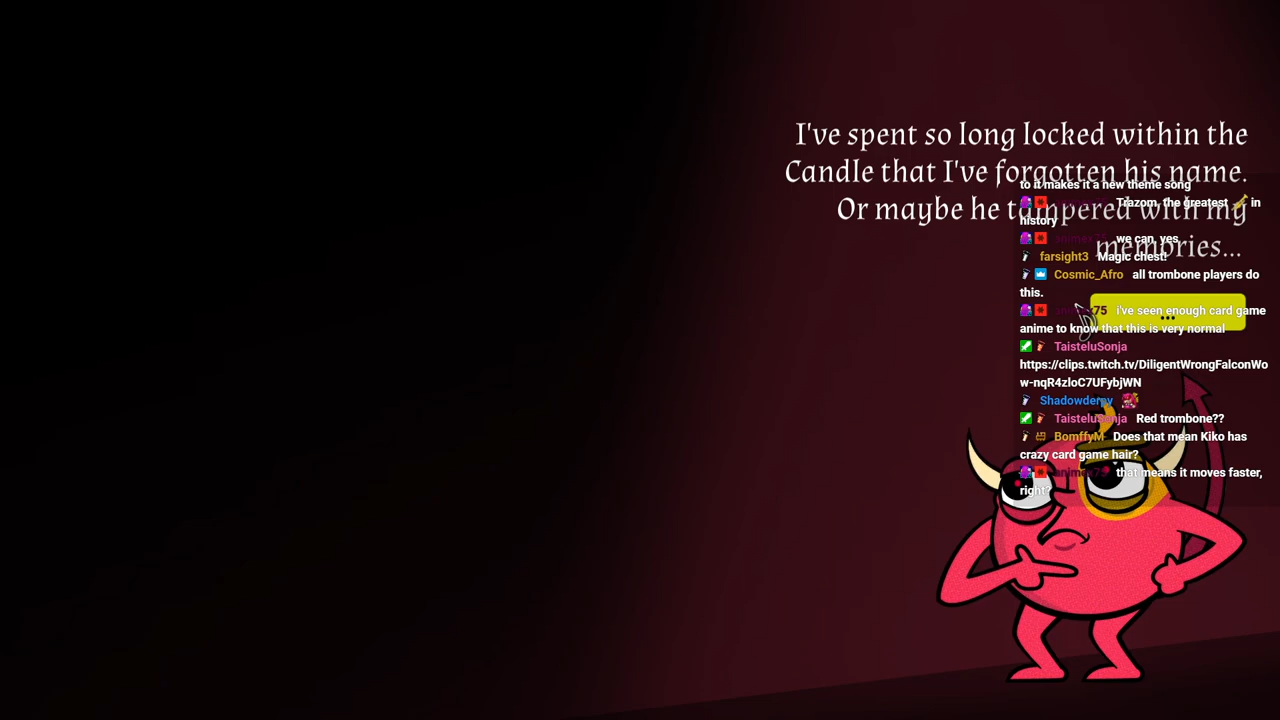 I've spent so long locked within the
Candle that I've forgotten his name.
Or maybe he tampered with my
memories...
...
to it makes it a new theme song
Trazom, the greatest in
history
animex75 we can, yes
farsight3 Magic chest!
Cosmic_Afro all trombone players do
this.
animex75 i've seen enough card game
anime to know that this is very normal
TaisteluSonja
https://clips.twitch.tv/DiligentWrongFalconWo
w-nqR4zloC7UFybjWN
Shadowdemy
TaisteluSonja Red trombone??
BomffyM Does that mean Kiko has
crazy card game hair?
animex75 that means it moves faster,
right?